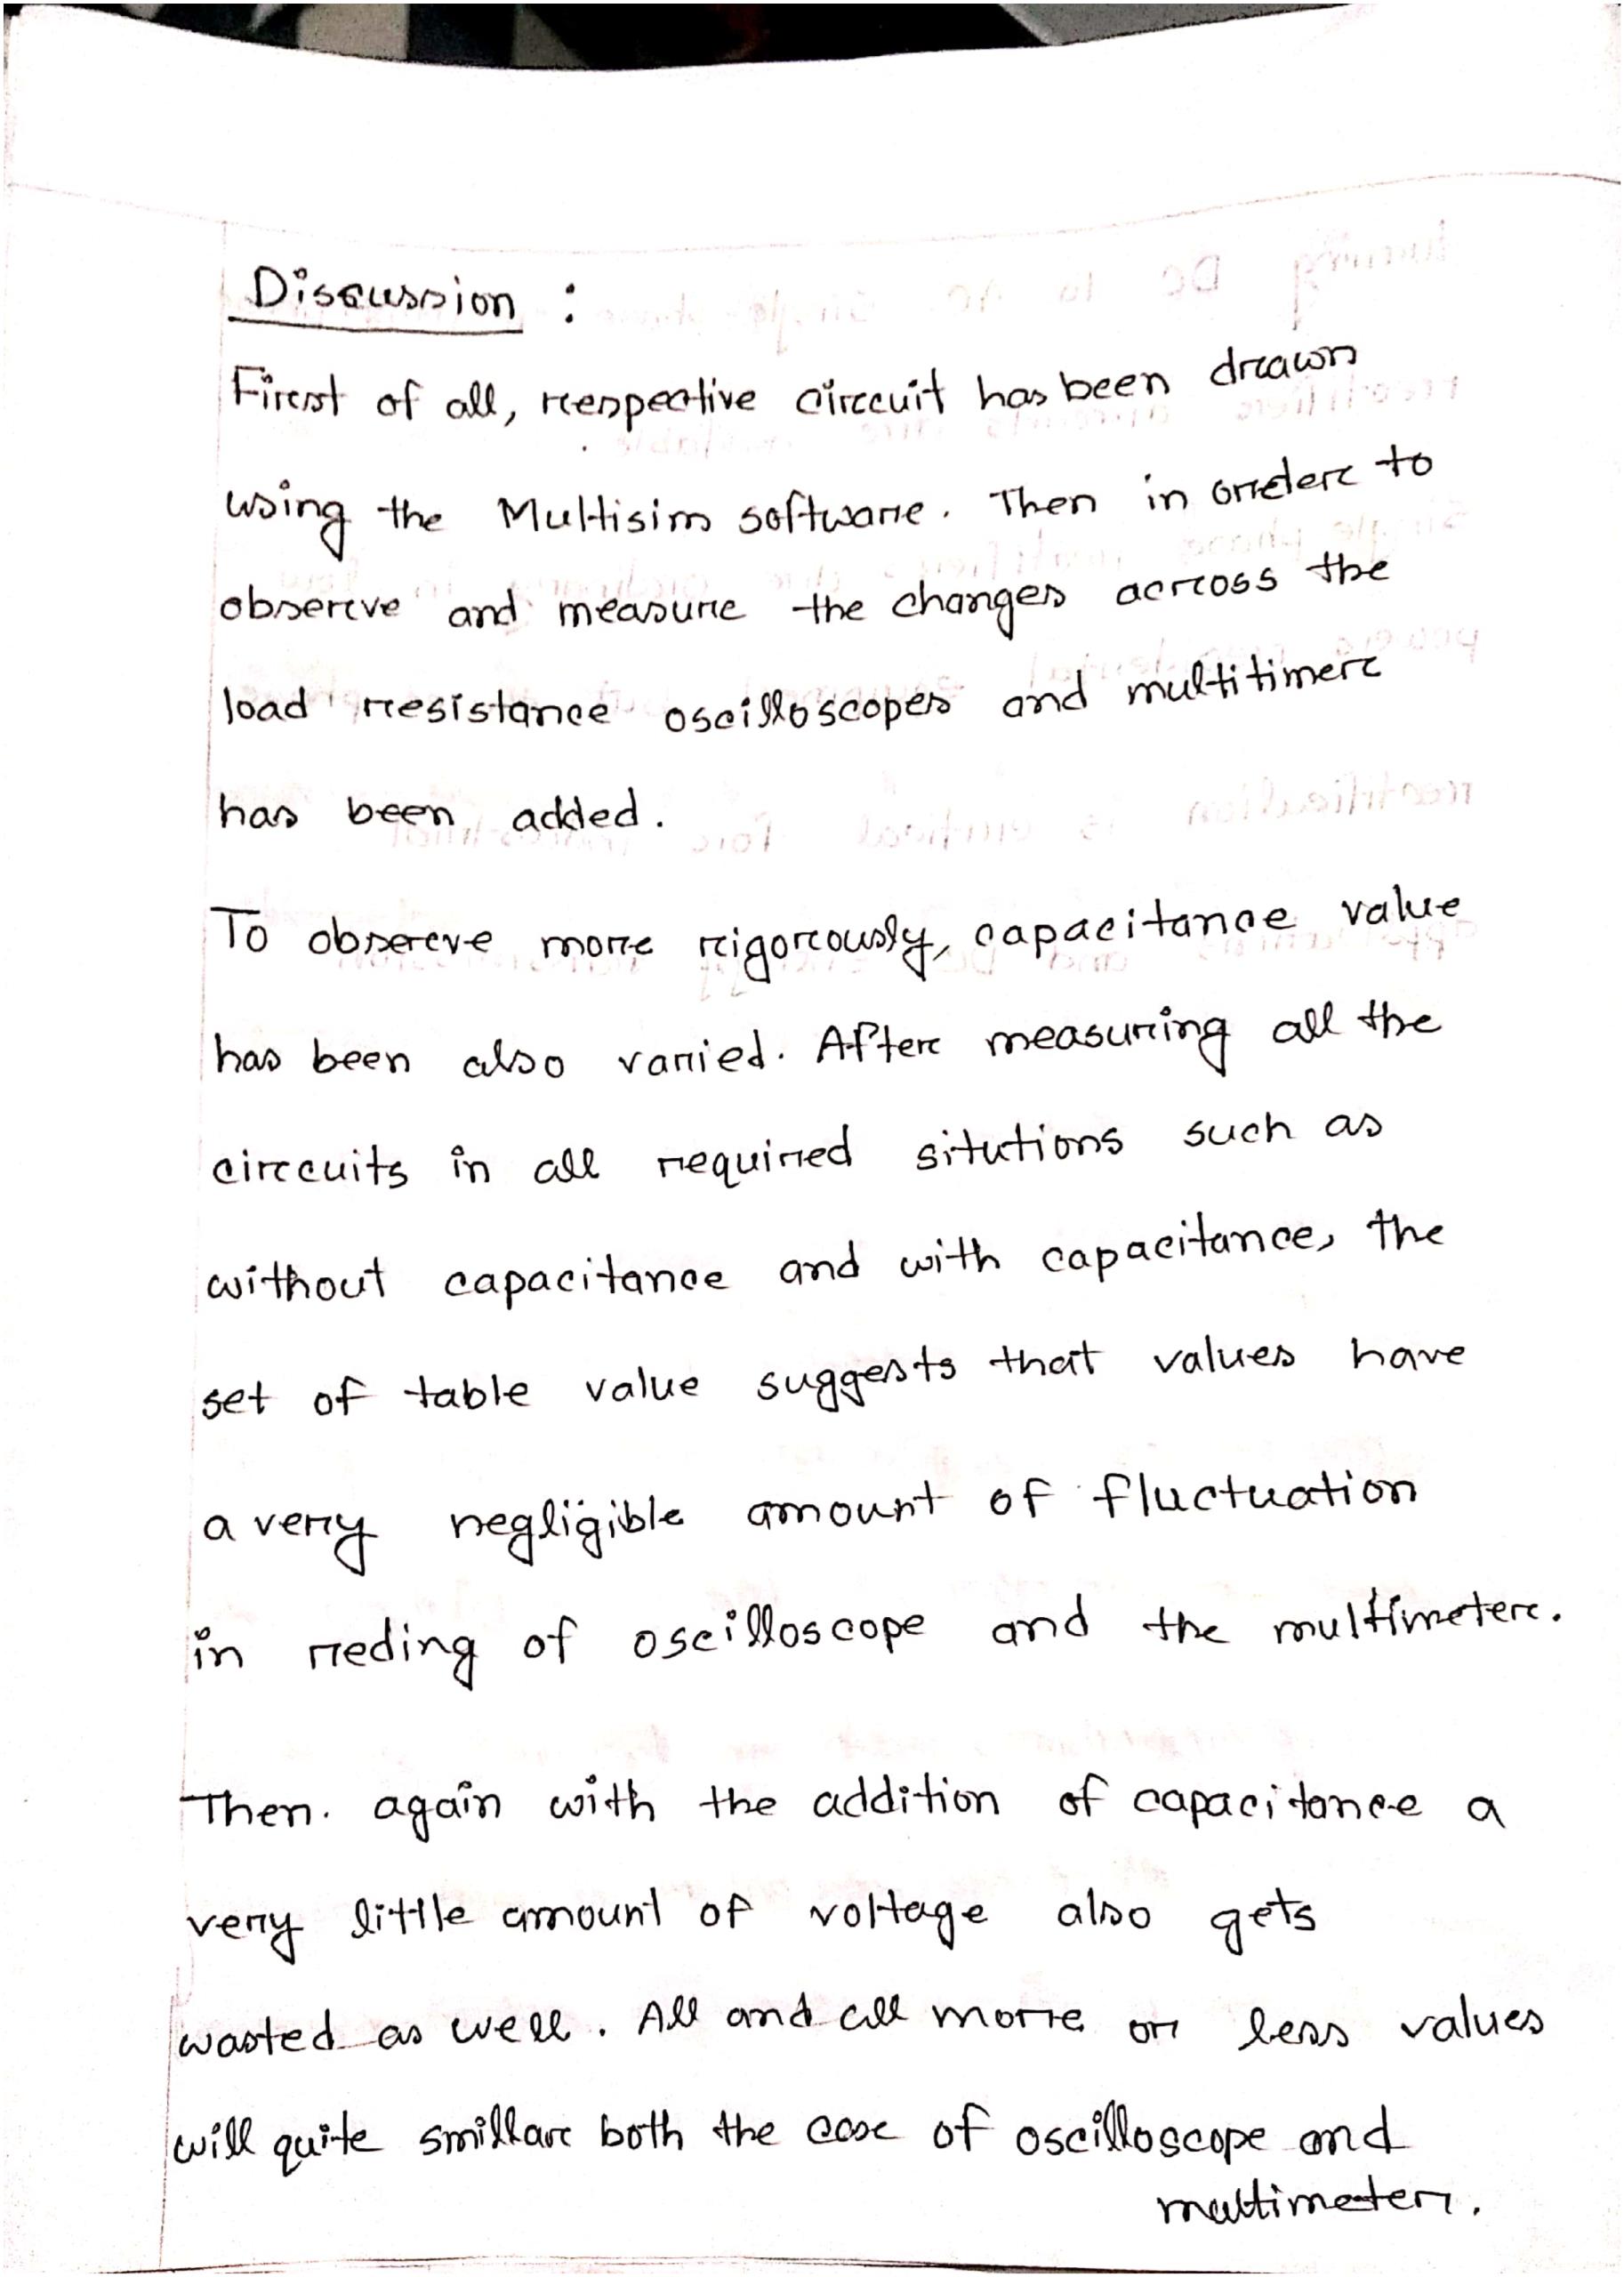 Discussion :
First of all, respective circuit has been drawn
using the Multisim software. Then in order to
observe and measure the changes across the
load resistance oscilloscopes and multitimer
has been added.
To observe more rigorously, capacitance value
has been also varied. After measuring all the
circuits in all required situtions such as
without capacitance and with capacitance, the
set of table value suggests that values have
a very negligible amount of fluctuation
in reding of oscilloscope and the multimeter.
Then. again with the addition of capacitance a
very little amount of voltage also gets
wasted as well. All and all more or less values
will quite smillar both the case of oscilloscope and
multimeter.